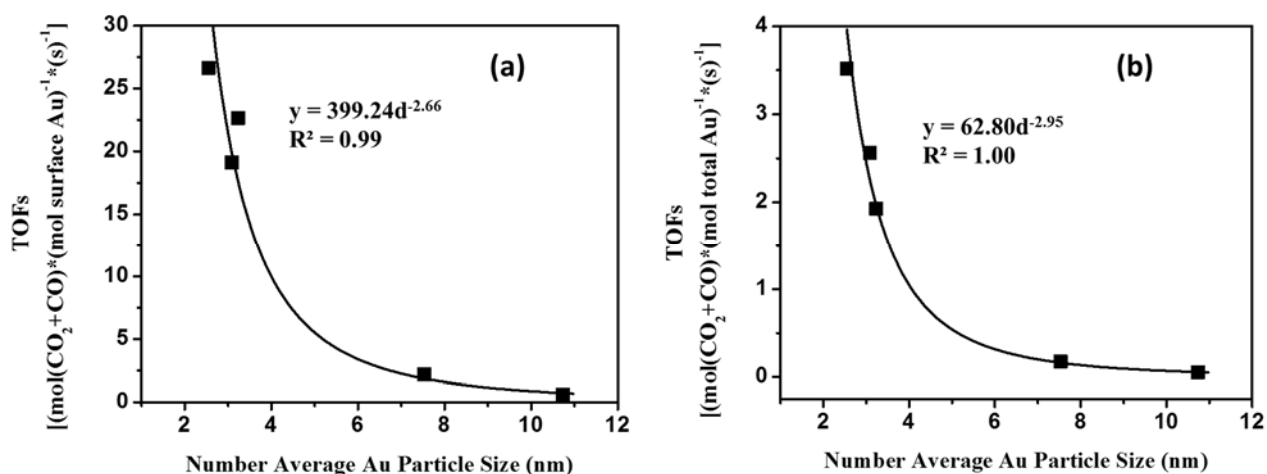 (a)
y = 399.24d^-2.66
R² = 0.99
30
25
20
15
10
5
0
2
4
6
8
10
12
TOFs
[(mol(CO₂+CO)*(mol surface Au)⁻¹*(s)⁻¹]
Number Average Au Particle Size (nm)
(b)
y = 62.80d^-2.95
R² = 1.00
4
3
2
1
0
2
4
6
8
10
12
TOFs
[(mol(CO₂+CO)*(mol total Au)⁻¹*(s)⁻¹]
Number Average Au Particle Size (nm)